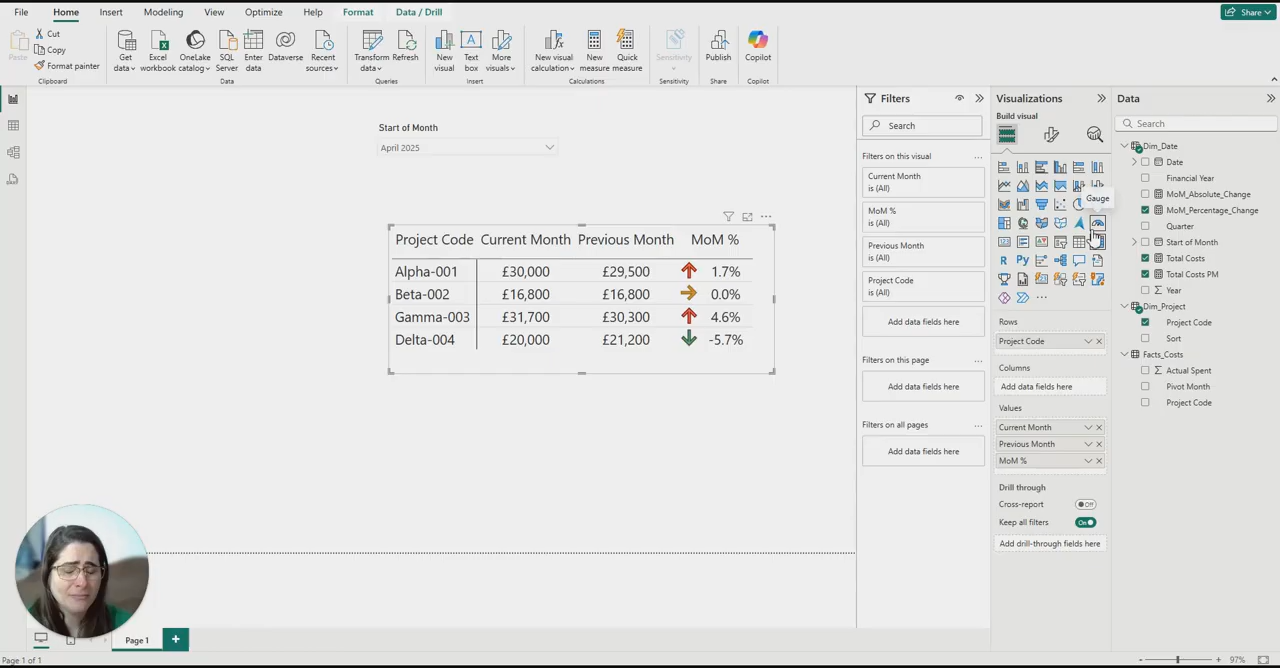 File Home Insert Modeling View Optimize Help Format Data / Drill Share
Paste
Cut
Copy
Format painter
Clipboard
Get data
Excel workbook
OneLake catalog
SQL Server
Enter data
Dataverse
Recent sources
Data
Transform data
Refresh
Queries
New visual
Text box
More visuals
Insert
New visual calculation
New measure
Quick measure
Calculations
Sensitivity
Sensitivity
Publish
Share
Copilot
Copilot
Start of Month
April 2025
Project Code Current Month Previous Month MoM %
Alpha-001 £30,000 £29,500 1.7%
Beta-002 £16,800 £16,800 0.0%
Gamma-003 £31,700 £30,300 4.6%
Delta-004 £20,000 £21,200 -5.7%
Filters
Search
Filters on this visual ...
Current Month
is (All)
MoM %
is (All)
Previous Month
is (All)
Project Code
is (All)
Add data fields here
Filters on this page ...
Add data fields here
Filters on all pages ...
Add data fields here
Visualizations
Build visual
Gauge
R Py
123
...
Rows
Project Code
Columns
Add data fields here
Values
Current Month
Previous Month
MoM %
Drill through
Cross-report Off
Keep all filters On
Add drill-through fields here
Data
Search
Dim_Date
Date
Financial Year
MoM_Absolute_Change
MoM_Percentage_Change
Quarter
Start of Month
Total Costs
Total Costs PM
Year
Dim_Project
Project Code
Sort
Facts_Costs
Actual Spent
Pivot Month
Project Code
Page 1
Page 1 of 1
97%